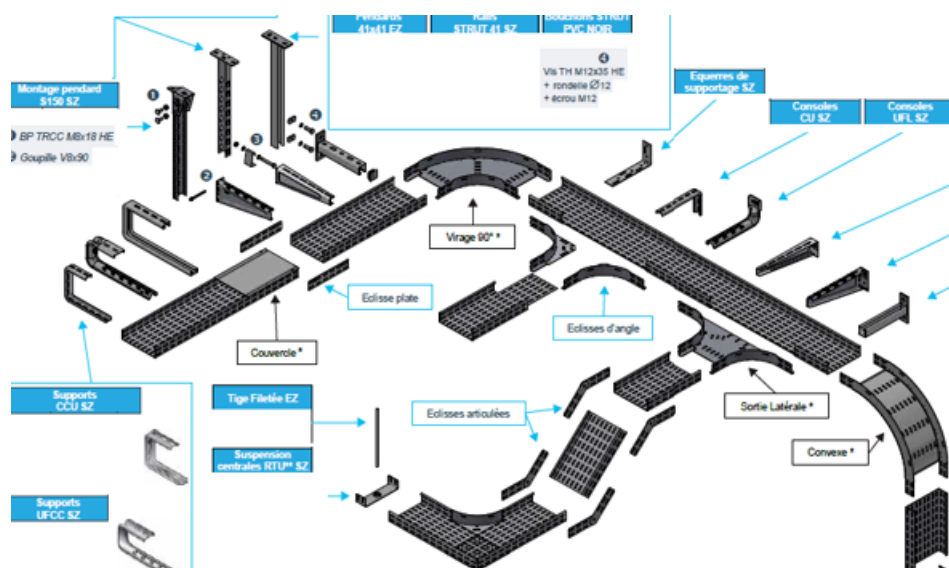 Pendards
41x41 EZ
Rails
STRUT 41 SZ
Bouchons STRUT
PVC NOIR
4
Vis TH M12x35 HE
+ rondelle Ø12
+ écrou M12
Equerres de
supportage SZ
Consoles
CU SZ
Consoles
UFL SZ
Montage pendard
S150 SZ
1
BP TRCC M8x18 HE
2 Goupille V8x90
3
4
2
Virage 90° *
Eclisse plate
Couvercle *
Eclisses d'angle
Supports
CCU SZ
Tige Filetée EZ
Eclisses articulées
Sortie Latérale *
Suspension
centrales RTU** SZ
Convexe *
Supports
UFCC SZ